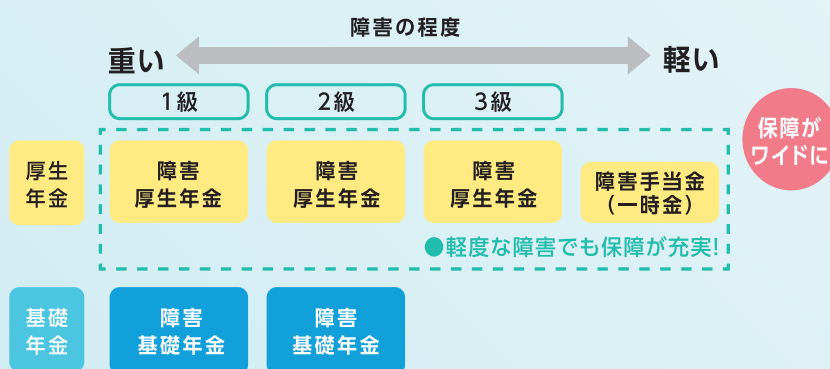 障害の程度
重い
軽い
1級
2級
3級
保障が
ワイドに
厚生
年金
障害
厚生年金
障害
厚生年金
障害
厚生年金
障害手当金
（一時金）
●軽度な障害でも保障が充実!
基礎
年金
障害
基礎年金
障害
基礎年金